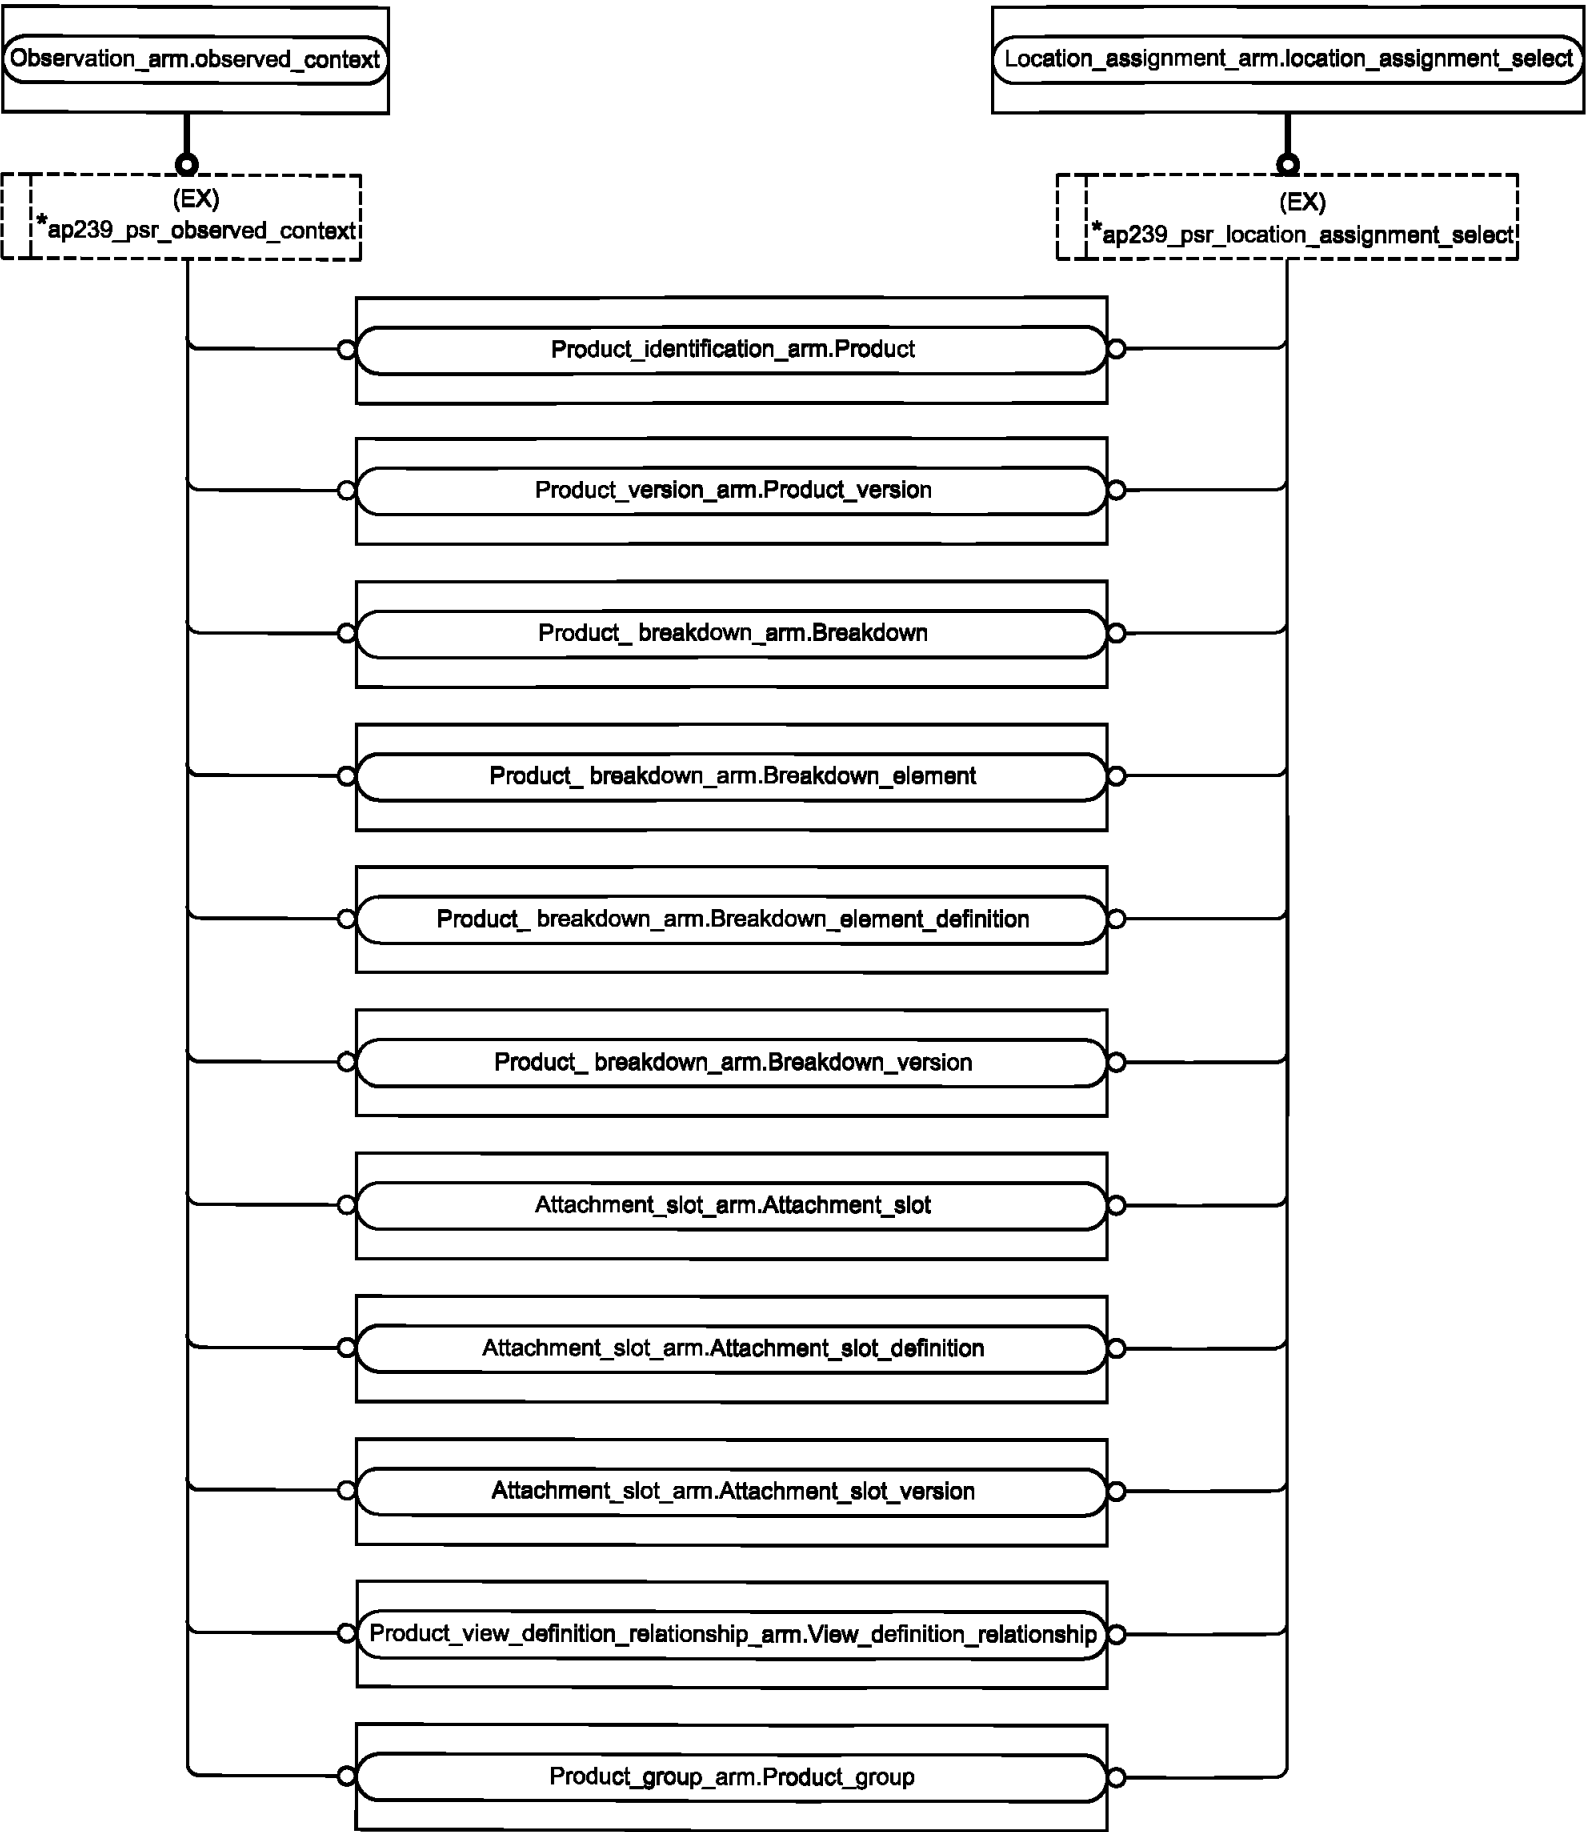 Observation_arm.observed_context
Location_assignment_arm.location_assignment_select
(EX)
*ap239_psr_observed_context
(EX)
*ap239_psr_location_assignment_select
Product_identification_arm.Product
Product_version_arm.Product_version
Product_ breakdown_arm.Breakdown
Product_ breakdown_arm.Breakdown_element
Product_ breakdown_arm.Breakdown_element_definition
Product_ breakdown_arm.Breakdown_version
Attachment_slot_arm.Attachment_slot
Attachment_slot_arm.Attachment_slot_definition
Attachment_slot_arm.Attachment_slot_version
Product_view_definition_relationship_arm.View_definition_relationship
Product_group_arm.Product_group